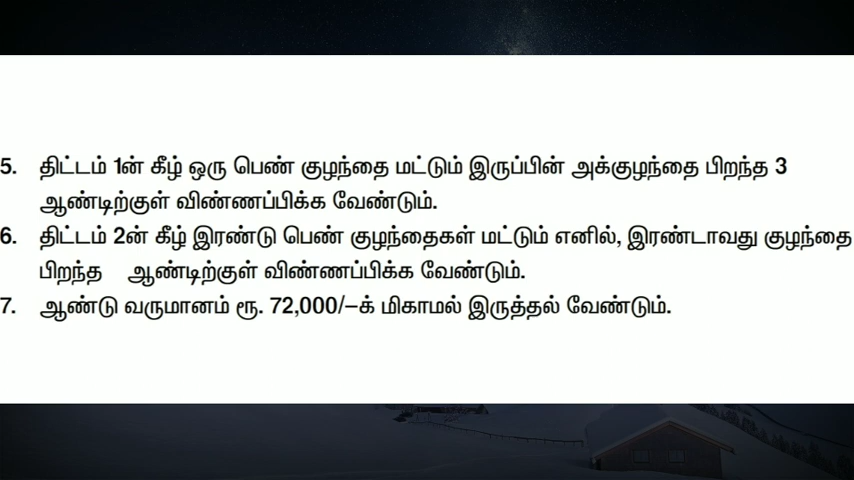 5. திட்டம் 1ன் கீழ் ஒரு பெண் குழந்தை மட்டும் இருப்பின் அக்குழந்தை பிறந்த 3
ஆண்டிற்குள் விண்ணப்பிக்க வேண்டும்.
6. திட்டம் 2ன் கீழ் இரண்டு பெண் குழந்தைகள் மட்டும் எனில், இரண்டாவது குழந்தை
பிறந்த ஆண்டிற்குள் விண்ணப்பிக்க வேண்டும்.
7. ஆண்டு வருமானம் ரூ. 72,000/–க் மிகாமல் இருத்தல் வேண்டும்.